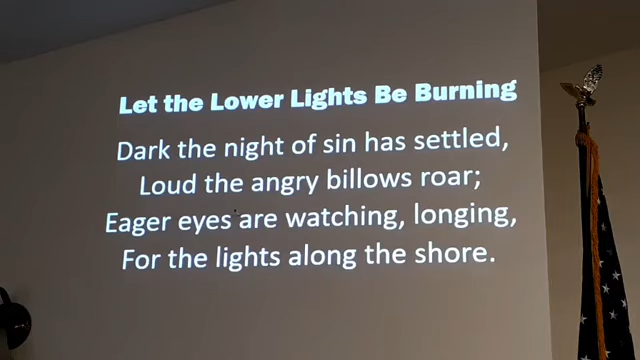 Let the Lower Lights Be Burning
Dark the night of sin has settled,
Loud the angry billows roar;
Eager eyes are watching, longing,
For the lights along the shore.